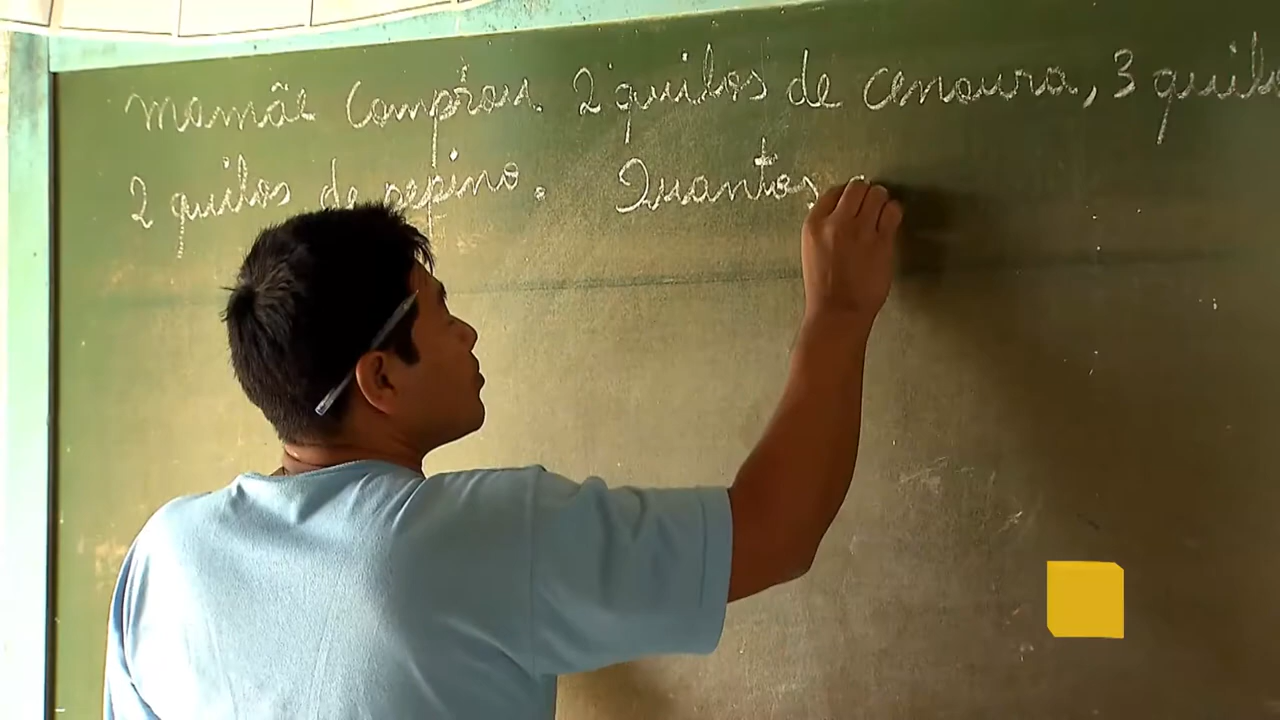 mamãe comprou 2 quilos de cenoura, 3 quil
2 quilos de pepino. Quantos